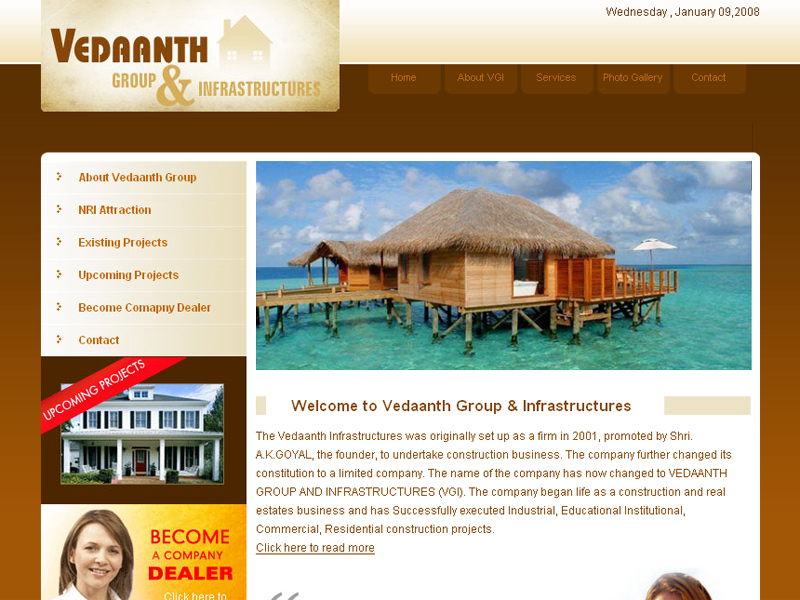 Wednesday , January 09,2008
VEDAANTH
GROUP & INFRASTRUCTURES
Home About VGI Services Photo Gallery Contact
About Vedaanth Group
NRI Attraction
Existing Projects
Upcoming Projects
Become Comapny Dealer
Contact
UPCOMING PROJECTS
BECOME
A COMPANY
DEALER
Click here to
Welcome to Vedaanth Group & Infrastructures
The Vedaanth Infrastructures was originally set up as a firm in 2001, promoted by Shri.
A.K.GOYAL, the founder, to undertake construction business. The company further changed its
constitution to a limited company. The name of the company has now changed to VEDAANTH
GROUP AND INFRASTRUCTURES (VGI). The company began life as a construction and real
estates business and has Successfully executed Industrial, Educational Institutional,
Commercial, Residential construction projects.
Click here to read more
“